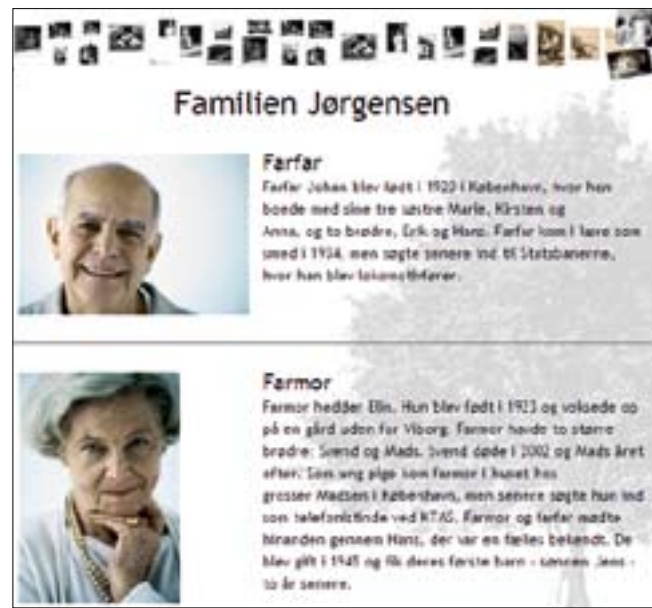 Familien Jørgensen
Farfar
Farfar Johan blev født i 1920 i København, hvor han
boede med sine tre søstre Marie, Kirsten og
Anna, og to brødre, Erik og Hans. Farfar kom i lære som
smed i 1934, men søgte senere ind til Statsbanerne,
hvor han blev lokomotivfører.
Farmor
Farmor hedder Elin. Hun blev født i 1923 og voksede op
på en gård uden for Viborg. Farmor havde to større
brødre: Svend og Mads. Svend døde i 2002 og Mads året
efter. Som ung pige kom farmor i huset hos
grosser Madsen i København, men senere søgte hun ind
som telefonistinde ved KTAS. Farmor og farfar mødte
hinanden gennem Hans, der var en fælles bekendt. De
blev gift i 1945 og fik deres første barn - sønnen Jens -
to år senere.